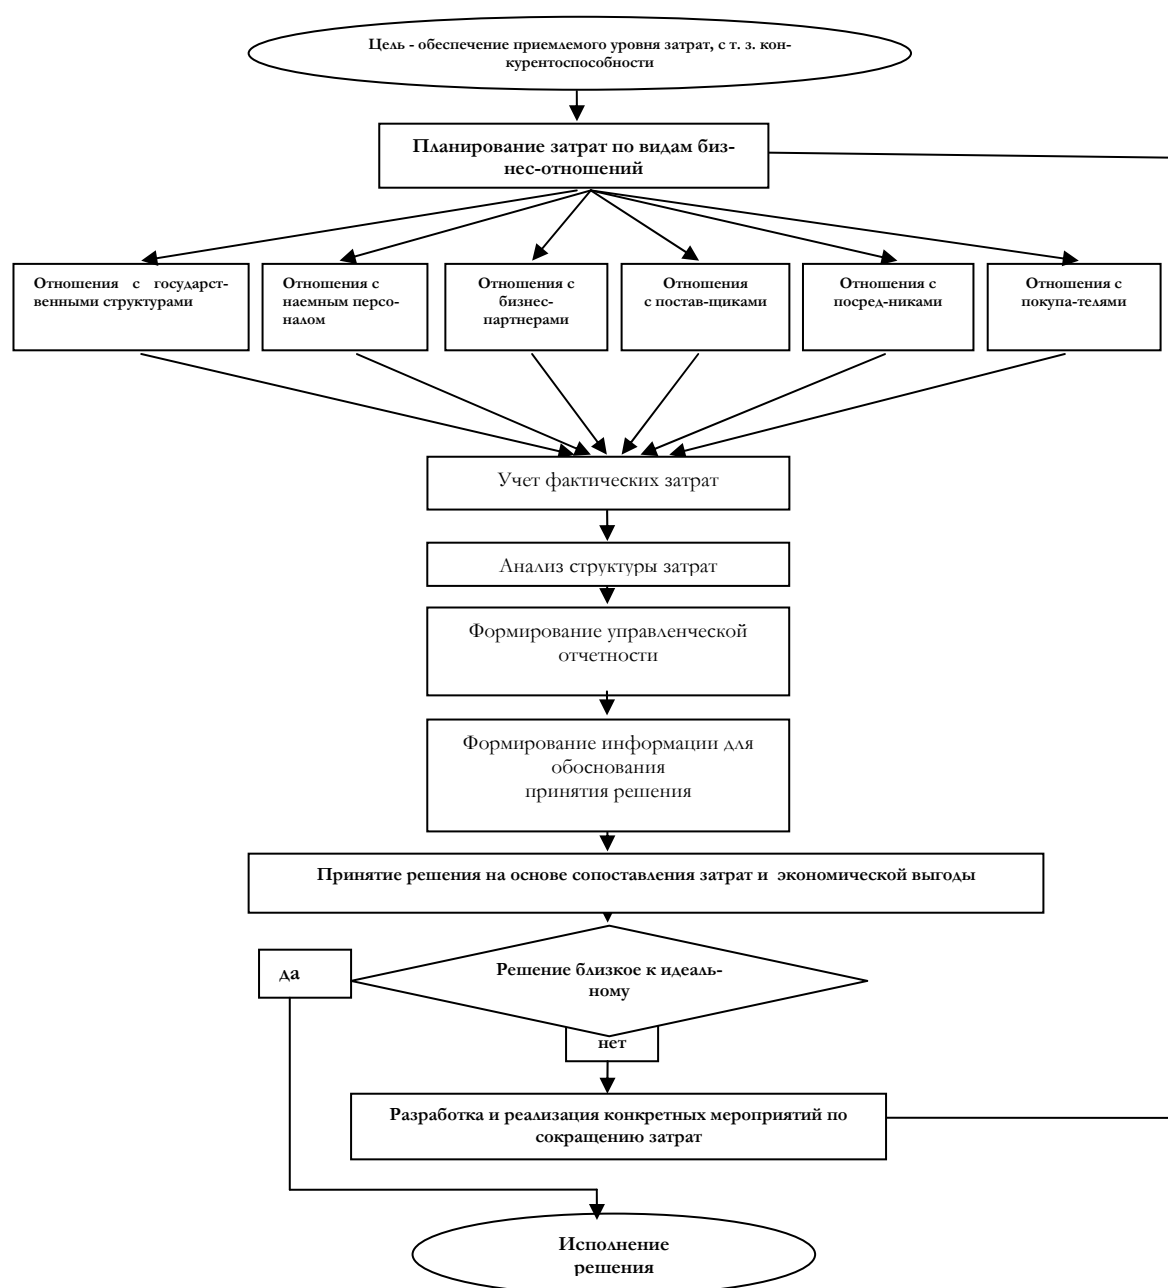 Цель - обеспечение приемлемого уровня затрат, с т. з. кон-
курентоспособности
Планирование затрат по видам биз-
нес-отношений
Отношения с государст-
венными структурами
Отношения с
наемным персо-
налом
Отношения с
бизнес-
партнерами
Отношения
с постав-щиками
Отношения с
посред-никами
Отношения с
покупа-телями
Учет фактических затрат
Анализ структуры затрат
Формирование управленческой
отчетности
Формирование информации для
обоснования
принятия решения
Принятие решения на основе сопоставления затрат и экономической выгоды
да
Решение близкое к идеаль-
ному
нет
Разработка и реализация конкретных мероприятий по
сокращению затрат
Исполнение
решения